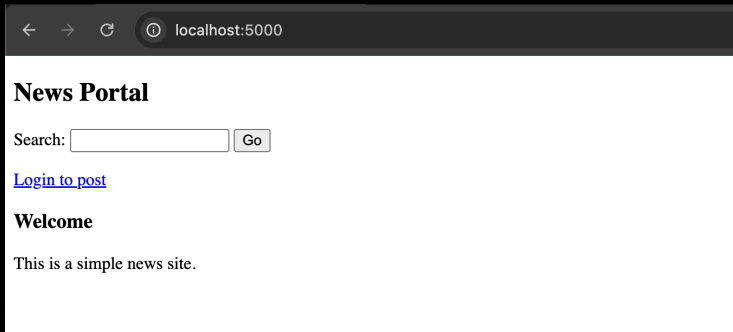 localhost:5000
News Portal
Search: Go
Login to post
Welcome
This is a simple news site.